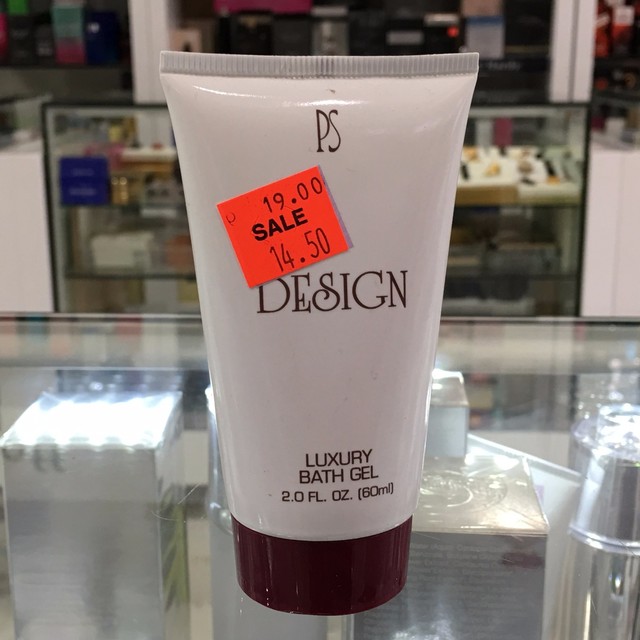 PS
19.00
SALE
14.50
DESIGN
LUXURY
BATH GEL
2.0 FL. OZ. (60ml)